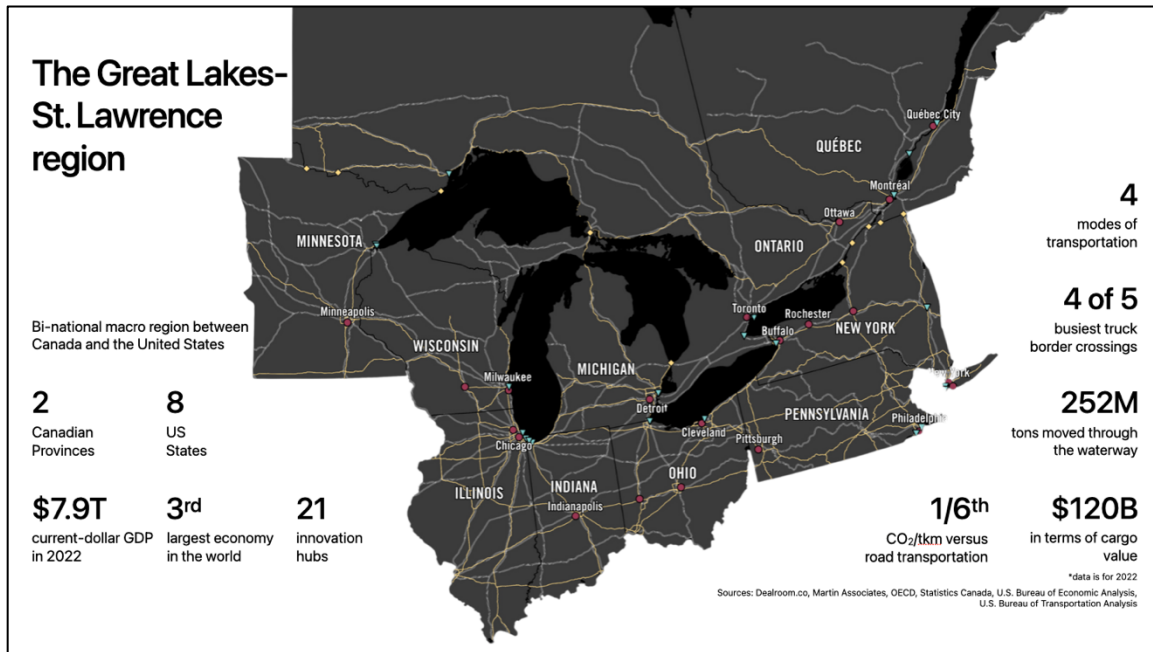 The Great Lakes-
St. Lawrence
region
Bi-national macro region between
Canada and the United States
2
Canadian
Provinces
8
US
States
$7.9T
current-dollar GDP
in 2022
3rd
largest economy
in the world
21
innovation
hubs
Québec City
QUÉBEC
Montréal
Ottawa
ONTARIO
MINNESOTA
Minneapolis
WISCONSIN
Milwaukee
MICHIGAN
Toronto
Rochester
Buffalo
NEW YORK
Detroit
Chicago
Cleveland
PENNSYLVANIA
Philadelphia
Pittsburgh
ILLINOIS
INDIANA
Indianapolis
OHIO
4
modes of
transportation
4 of 5
busiest truck
border crossings
252M
tons moved through
the waterway
1/6th
CO₂/tkm versus
road transportation
$120B
in terms of cargo
value
*data is for 2022
Sources: Dealroom.co, Martin Associates, OECD, Statistics Canada, U.S. Bureau of Economic Analysis,
U.S. Bureau of Transportation Analysis